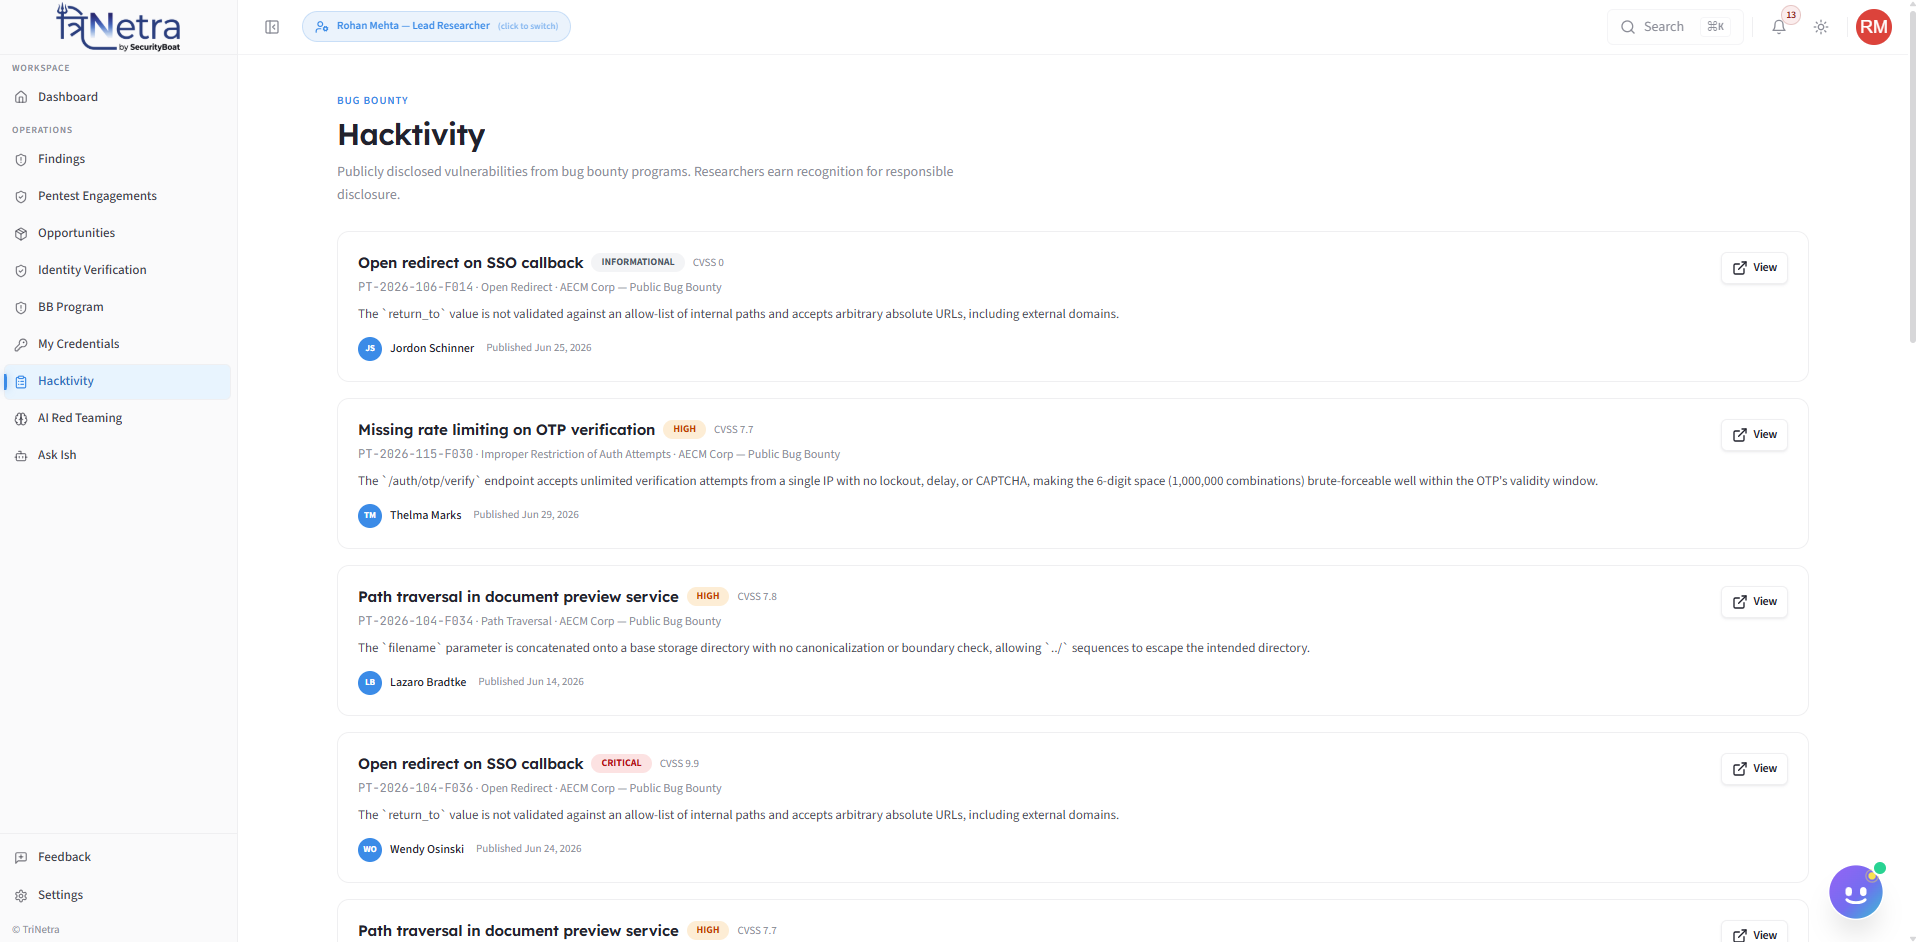 त्रिNetra
by SecurityBoat
WORKSPACE
Dashboard
OPERATIONS
Findings
Pentest Engagements
Opportunities
Identity Verification
BB Program
My Credentials
Hacktivity
AI Red Teaming
Ask Ish
Feedback
Settings
© TriNetra
Rohan Mehta — Lead Researcher (click to switch)
Search ⌘K
13
RM
BUG BOUNTY
Hacktivity
Publicly disclosed vulnerabilities from bug bounty programs. Researchers earn recognition for responsible
disclosure.
Open redirect on SSO callback INFORMATIONAL CVSS 0
View
PT-2026-106-F014 · Open Redirect · AECM Corp — Public Bug Bounty
The `return_to` value is not validated against an allow-list of internal paths and accepts arbitrary absolute URLs, including external domains.
JS Jordon Schinner Published Jun 25, 2026
Missing rate limiting on OTP verification HIGH CVSS 7.7
View
PT-2026-115-F030 · Improper Restriction of Auth Attempts · AECM Corp — Public Bug Bounty
The `/auth/otp/verify` endpoint accepts unlimited verification attempts from a single IP with no lockout, delay, or CAPTCHA, making the 6-digit space (1,000,000 combinations) brute-forceable well within the OTP's validity window.
TM Thelma Marks Published Jun 29, 2026
Path traversal in document preview service HIGH CVSS 7.8
View
PT-2026-104-F034 · Path Traversal · AECM Corp — Public Bug Bounty
The `filename` parameter is concatenated onto a base storage directory with no canonicalization or boundary check, allowing `../` sequences to escape the intended directory.
LB Lazaro Bradtke Published Jun 14, 2026
Open redirect on SSO callback CRITICAL CVSS 9.9
View
PT-2026-104-F036 · Open Redirect · AECM Corp — Public Bug Bounty
The `return_to` value is not validated against an allow-list of internal paths and accepts arbitrary absolute URLs, including external domains.
WO Wendy Osinski Published Jun 24, 2026
Path traversal in document preview service HIGH CVSS 7.7
View